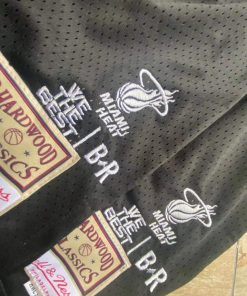 HARDWOOD
CLASSICS
WE
THE
BEST
B R
MIAMI
HEAT
HARDWOOD
CLASSICS
WE
THE
BEST
B R
MIAMI
HEAT